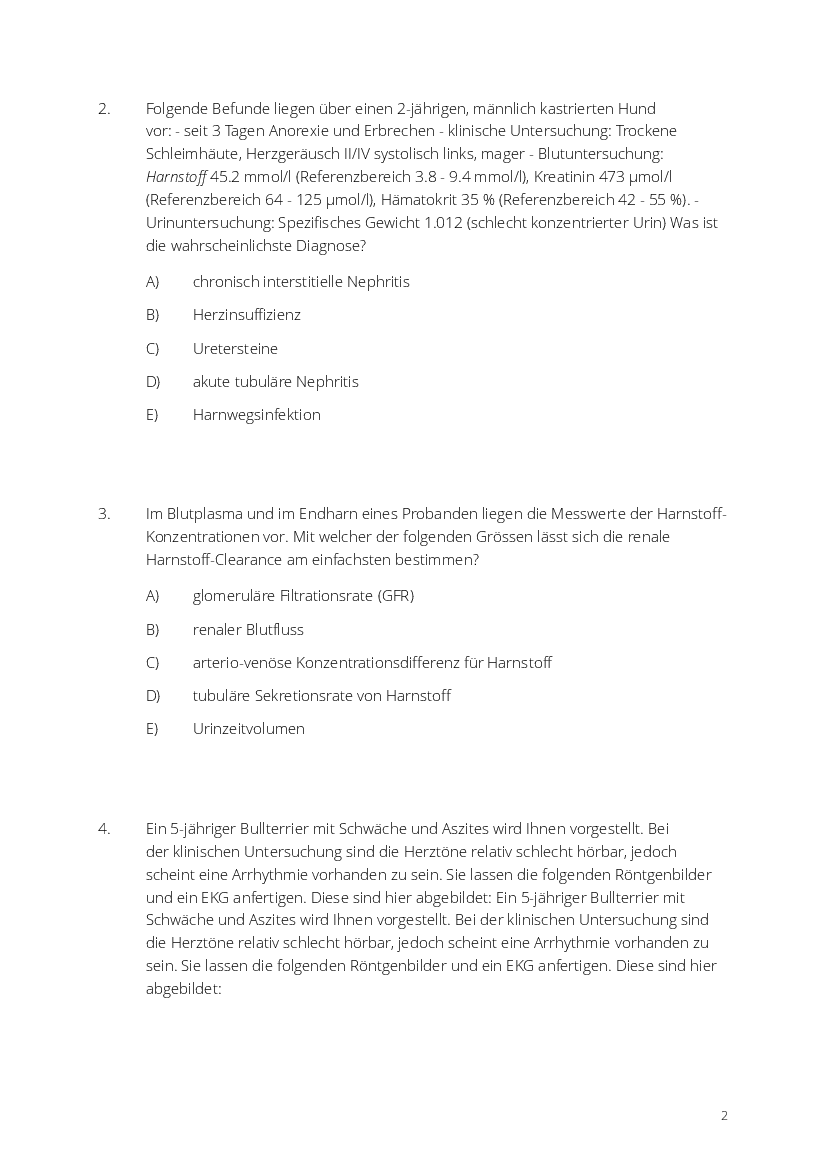 2. Folgende Befunde liegen über einen 2-jährigen, männlich kastrierten Hund
vor: - seit 3 Tagen Anorexie und Erbrechen - klinische Untersuchung: Trockene
Schleimhäute, Herzgeräusch II/IV systolisch links, mager - Blutuntersuchung:
Harnstoff 45.2 mmol/l (Referenzbereich 3.8 - 9.4 mmol/l), Kreatinin 473 µmol/l
(Referenzbereich 64 - 125 µmol/l), Hämatokrit 35 % (Referenzbereich 42 - 55 %). -
Urinuntersuchung: Spezifisches Gewicht 1.012 (schlecht konzentrierter Urin) Was ist
die wahrscheinlichste Diagnose?
A) chronisch interstitielle Nephritis
B) Herzinsuffizienz
C) Uretersteine
D) akute tubuläre Nephritis
E) Harnwegsinfektion
3. Im Blutplasma und im Endharn eines Probanden liegen die Messwerte der Harnstoff-
Konzentrationen vor. Mit welcher der folgenden Grössen lässt sich die renale
Harnstoff-Clearance am einfachsten bestimmen?
A) glomeruläre Filtrationsrate (GFR)
B) renaler Blutfluss
C) arterio-venöse Konzentrationsdifferenz für Harnstoff
D) tubuläre Sekretionsrate von Harnstoff
E) Urinzeitvolumen
4. Ein 5-jähriger Bullterrier mit Schwäche und Aszites wird Ihnen vorgestellt. Bei
der klinischen Untersuchung sind die Herztöne relativ schlecht hörbar, jedoch
scheint eine Arrhythmie vorhanden zu sein. Sie lassen die folgenden Röntgenbilder
und ein EKG anfertigen. Diese sind hier abgebildet: Ein 5-jähriger Bullterrier mit
Schwäche und Aszites wird Ihnen vorgestellt. Bei der klinischen Untersuchung sind
die Herztöne relativ schlecht hörbar, jedoch scheint eine Arrhythmie vorhanden zu
sein. Sie lassen die folgenden Röntgenbilder und ein EKG anfertigen. Diese sind hier
abgebildet:
2